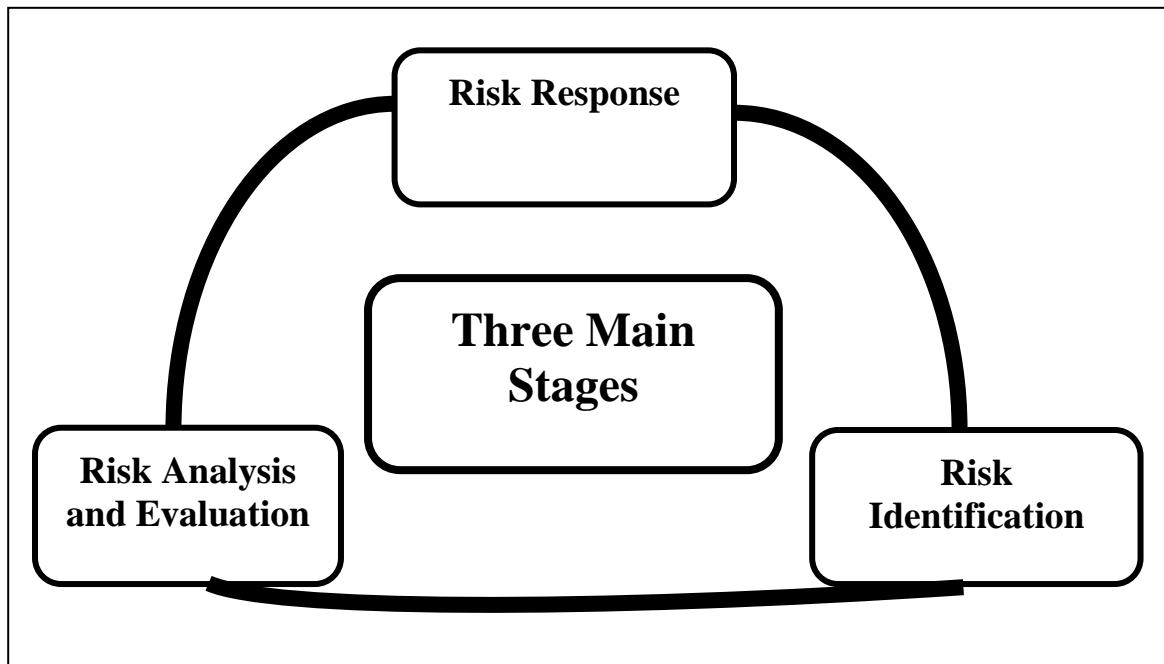 Risk Response
Three Main
Stages
Risk Analysis
and Evaluation
Risk
Identification